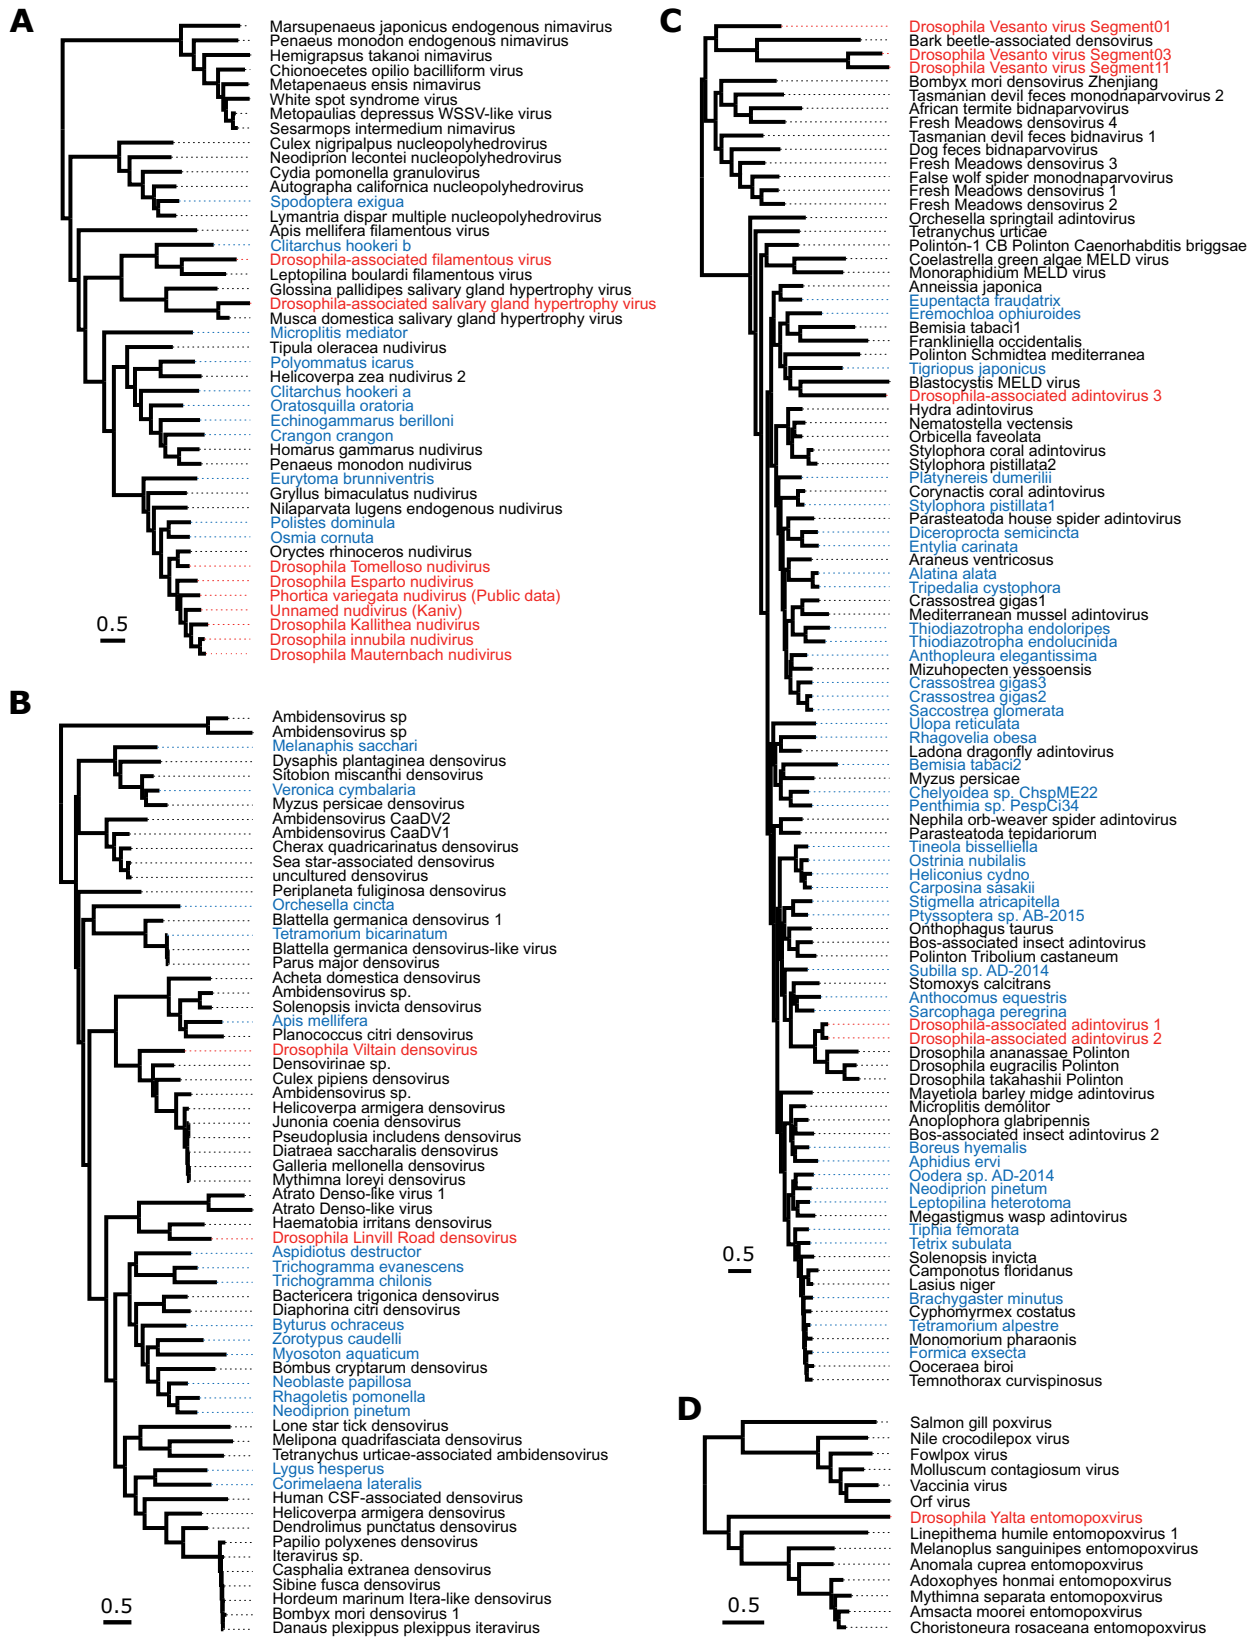 A
Marsupenaeus japonicus endogenous nimavirus
Penaeus monodon endogenous nimavirus
Hemigrapsus takanoi nimavirus
Chionoecetes opilio bacilliform virus
Metapenaeus ensis nimavirus
White spot syndrome virus
Metopaulias depressus WSSV-like virus
Sesarmops intermedium nimavirus
Culex nigripalpus nucleopolyhedrovirus
Neodiprion lecontei nucleopolyhedrovirus
Cydia pomonella granulovirus
Autographa californica nucleopolyhedrovirus
Spodoptera exigua
Lymantria dispar multiple nucleopolyhedrovirus
Apis mellifera filamentous virus
Clitarchus hookeri b
Drosophila-associated filamentous virus
Leptopilina boulardi filamentous virus
Glossina pallidipes salivary gland hypertrophy virus
Drosophila-associated salivary gland hypertrophy virus
Musca domestica salivary gland hypertrophy virus
Microplitis mediator
Tipula oleracea nudivirus
Polyommatus icarus
Helicoverpa zea nudivirus 2
Clitarchus hookeri a
Oratosquilla oratoria
Echinogammarus berilloni
Crangon crangon
Homarus gammarus nudivirus
Penaeus monodon nudivirus
Eurytoma brunniventris
Gryllus bimaculatus nudivirus
Nilaparvata lugens endogenous nudivirus
Polistes dominula
Osmia cornuta
Oryctes rhinoceros nudivirus
Drosophila Tomelloso nudivirus
Drosophila Esparto nudivirus
Phortica variegata nudivirus (Public data)
Unnamed nudivirus (Kaniv)
Drosophila Kallithea nudivirus
Drosophila innubila nudivirus
Drosophila Mauternbach nudivirus
0.5
B
Ambidensovirus sp
Ambidensovirus sp
Melanaphis sacchari
Dysaphis plantaginea densovirus
Sitobion miscanthi densovirus
Veronica cymbalaria
Myzus persicae densovirus
Ambidensovirus CaaDV2
Ambidensovirus CaaDV1
Cherax quadricarinatus densovirus
Sea star-associated densovirus
uncultured densovirus
Periplaneta fuliginosa densovirus
Orchesella cincta
Blattella germanica densovirus 1
Tetramorium bicarinatum
Blattella germanica densovirus-like virus
Parus major densovirus
Acheta domestica densovirus
Ambidensovirus sp.
Solenopsis invicta densovirus
Apis mellifera
Planococcus citri densovirus
Drosophila Viltain densovirus
Densovirinae sp.
Culex pipiens densovirus
Ambidensovirus sp.
Helicoverpa armigera densovirus
Junonia coenia densovirus
Pseudoplusia includens densovirus
Diatraea saccharalis densovirus
Galleria mellonella densovirus
Mythimna loreyi densovirus
Atrato Denso-like virus 1
Atrato Denso-like virus
Haematobia irritans densovirus
Drosophila Linvill Road densovirus
Aspidiotus destructor
Trichogramma evanescens
Trichogramma chilonis
Bactericera trigonica densovirus
Diaphorina citri densovirus
Byturus ochraceus
Zorotypus caudelli
Myosoton aquaticum
Bombus cryptarum densovirus
Neoblaste papillosa
Rhagoletis pomonella
Neodiprion pinetum
Lone star tick densovirus
Melipona quadrifasciata densovirus
Tetranychus urticae-associated ambidensovirus
Lygus hesperus
Corimelaena lateralis
Human CSF-associated densovirus
Helicoverpa armigera densovirus
Dendrolimus punctatus densovirus
Papilio polyxenes densovirus
Iteravirus sp.
Casphalia extranea densovirus
Sibine fusca densovirus
Hordeum marinum Itera-like densovirus
Bombyx mori densovirus 1
Danaus plexippus plexippus iteravirus
0.5
C
Drosophila Vesanto virus Segment01
Bark beetle-associated densovirus
Drosophila Vesanto virus Segment03
Drosophila Vesanto virus Segment11
Bombyx mori densovirus Zhenjiang
Tasmanian devil feces monodnaparvovirus 2
African termite bidnaparvovirus
Fresh Meadows densovirus 4
Tasmanian devil feces bidnavirus 1
Dog feces bidnaparvovirus
Fresh Meadows densovirus 3
False wolf spider monodnaparvovirus
Fresh Meadows densovirus 1
Fresh Meadows densovirus 2
Orchesella springtail adintovirus
Tetranychus urticae
Polinton-1 CB Polinton Caenorhabditis briggsae
Coelastrella green algae MELD virus
Monoraphidium MELD virus
Anneissia japonica
Eupentacta fraudatrix
Eremochloa ophiuroides
Bemisia tabaci1
Frankliniella occidentalis
Polinton Schmidtea mediterranea
Tigriopus japonicus
Blastocystis MELD virus
Drosophila-associated adintovirus 3
Hydra adintovirus
Nematostella vectensis
Orbicella faveolata
Stylophora coral adintovirus
Stylophora pistillata2
Platynereis dumerilii
Corynactis coral adintovirus
Stylophora pistillata1
Parasteatoda house spider adintovirus
Diceroprocta semicincta
Entylia carinata
Araneus ventricosus
Alatina alata
Tripedalia cystophora
Crassostrea gigas1
Mediterranean mussel adintovirus
Thiodiazotropha endoloripes
Thiodiazotropha endolucinida
Anthopleura elegantissima
Mizuhopecten yessoensis
Crassostrea gigas3
Crassostrea gigas2
Saccostrea glomerata
Ulopa reticulata
Rhagovelia obesa
Ladona dragonfly adintovirus
Bemisia tabaci2
Myzus persicae
Chelyoidea sp. ChspME22
Penthimia sp. PespCi34
Nephila orb-weaver spider adintovirus
Parasteatoda tepidariorum
Tineola bisselliella
Ostrinia nubilalis
Heliconius cydno
Carposina sasakii
Stigmella atricapitella
Ptyssoptera sp. AB-2015
Onthophagus taurus
Bos-associated insect adintovirus
Polinton Tribolium castaneum
Subilla sp. AD-2014
Stomoxys calcitrans
Anthocomus equestris
Sarcophaga peregrina
Drosophila-associated adintovirus 1
Drosophila-associated adintovirus 2
Drosophila ananassae Polinton
Drosophila eugracilis Polinton
Drosophila takahashii Polinton
Mayetiola barley midge adintovirus
Microplitis demolitor
Anoplophora glabripennis
Bos-associated insect adintovirus 2
Boreus hyemalis
Aphidius ervi
Oodera sp. AD-2014
Neodiprion pinetum
Leptopilina heterotoma
Megastigmus wasp adintovirus
Tiphia femorata
Tetrix subulata
Solenopsis invicta
Camponotus floridanus
Lasius niger
Brachygaster minutus
Cyphomyrmex costatus
Tetramorium alpestre
Monomorium pharaonis
Formica exsecta
Ooceraea biroi
Temnothorax curvispinosus
0.5
D
Salmon gill poxvirus
Nile crocodilepox virus
Fowlpox virus
Molluscum contagiosum virus
Vaccinia virus
Orf virus
Drosophila Yalta entomopoxvirus
Linepithema humile entomopoxvirus 1
Melanoplus sanguinipes entomopoxvirus
Anomala cuprea entomopoxvirus
Adoxophyes honmai entomopoxvirus
Mythimna separata entomopoxvirus
Amsacta moorei entomopoxvirus
Choristoneura rosaceana entomopoxvirus
0.5